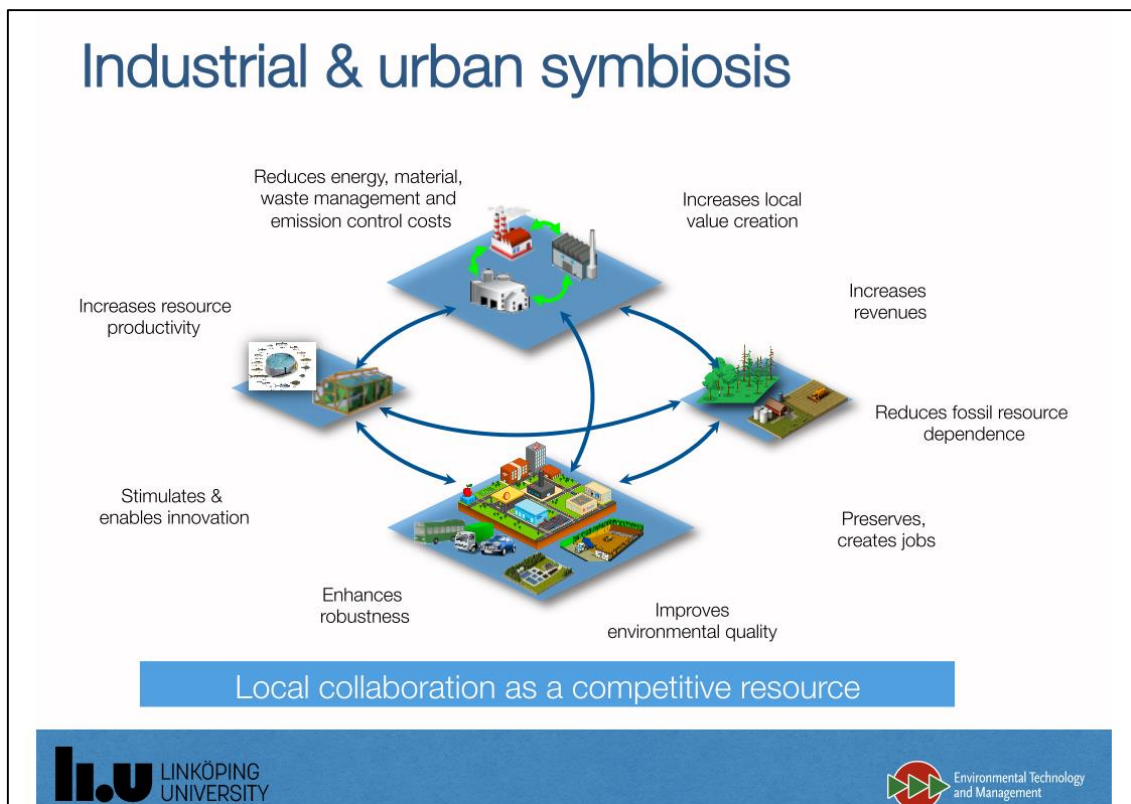 Industrial & urban symbiosis
Reduces energy, material,
waste management and
emission control costs
Increases local
value creation
Increases resource
productivity
Increases
revenues
Reduces fossil resource
dependence
Stimulates &
enables innovation
Preserves,
creates jobs
Enhances
robustness
Improves
environmental quality
Local collaboration as a competitive resource
li.u LINKÖPING
UNIVERSITY
Environmental Technology
and Management